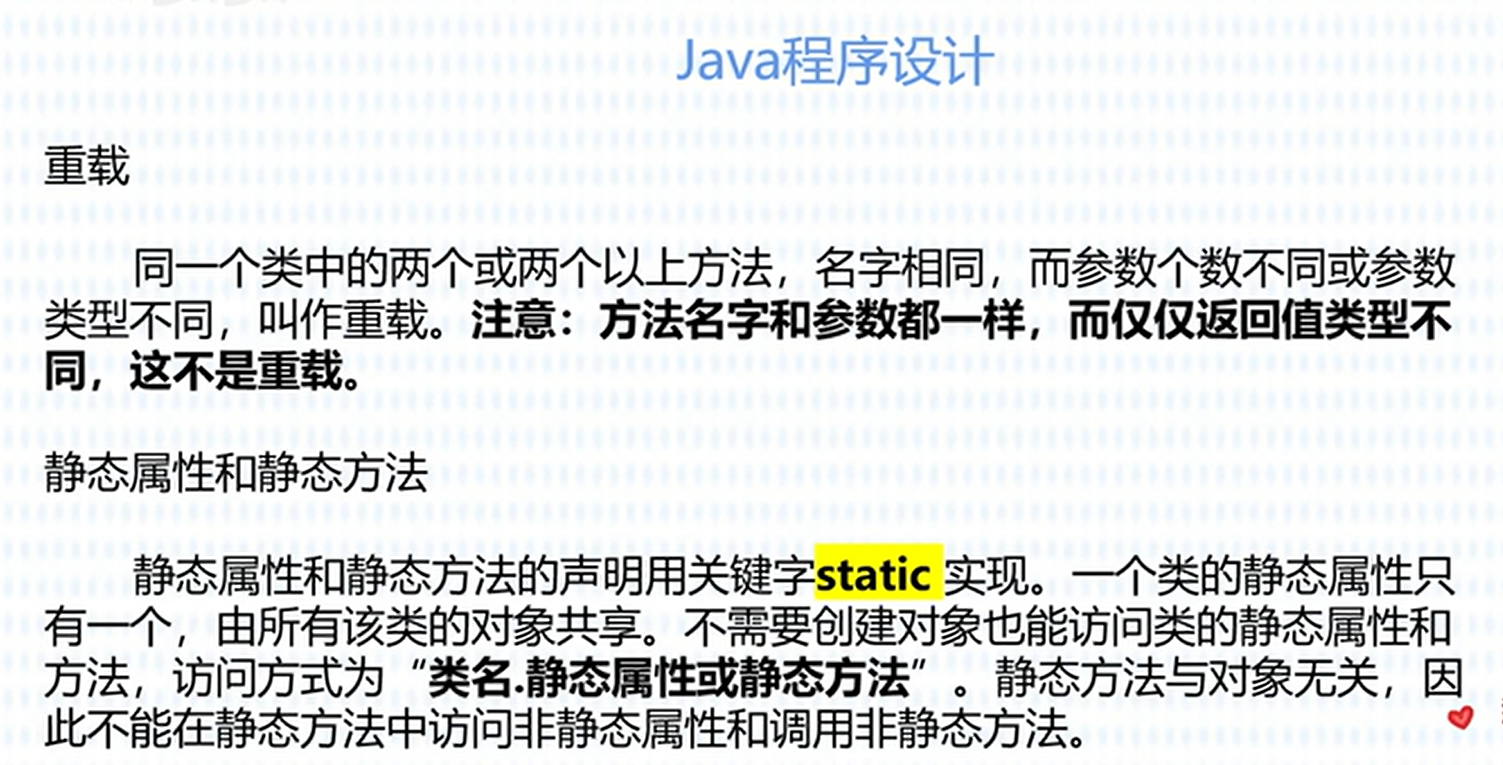 Java程序设计
重载
同一个类中的两个或两个以上方法，名字相同，而参数个数不同或参数
类型不同，叫作重载。注意：方法名字和参数都一样，而仅仅返回值类型不
同，这不是重载。
静态属性和静态方法
静态属性和静态方法的声明用关键字static 实现。一个类的静态属性只
有一个，由所有该类的对象共享。不需要创建对象也能访问类的静态属性和
方法，访问方式为“类名.静态属性或静态方法”。静态方法与对象无关，因
此不能在静态方法中访问非静态属性和调用非静态方法。